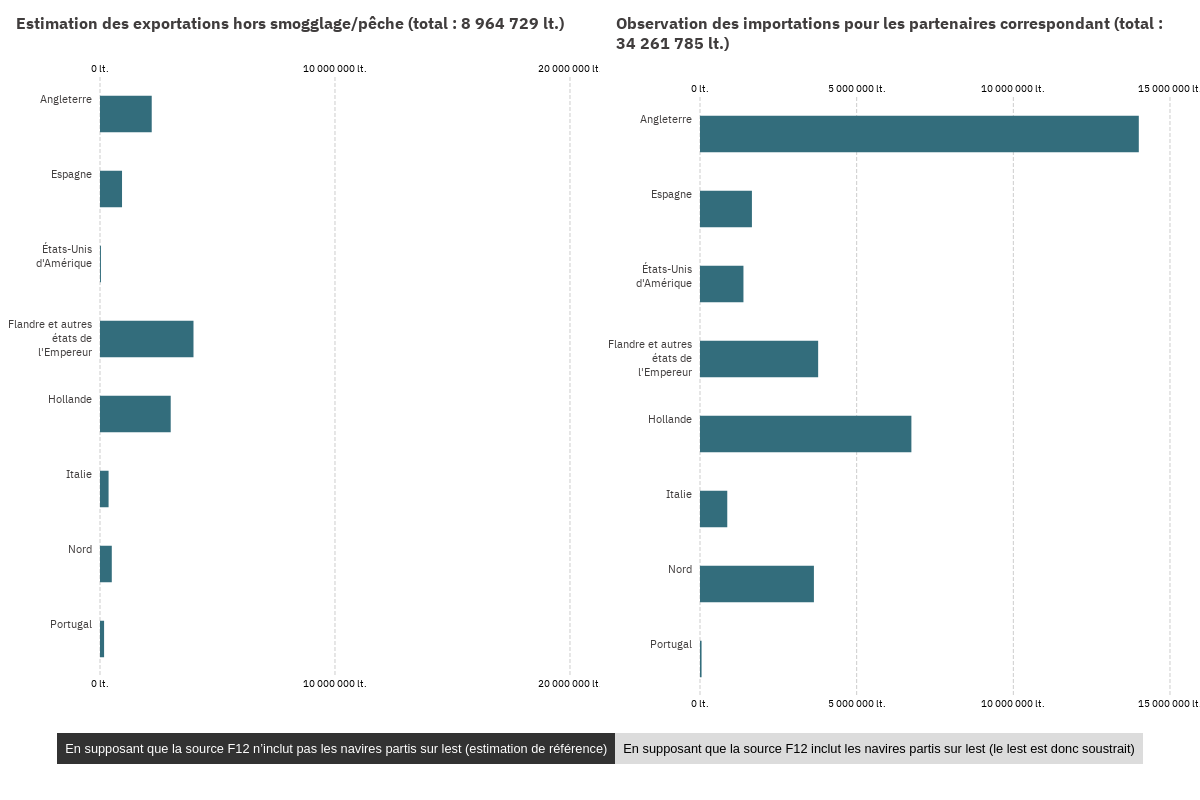 Estimation des exportations hors smogglage/pêche (total : 8 964 729 lt.)
0 lt.
10 000 000 lt.
20 000 000 lt
Angleterre
Espagne
États-Unis
d'Amérique
Flandre et autres
états de
l'Empereur
Hollande
Italie
Nord
Portugal
0 lt.
10 000 000 lt.
20 000 000 lt
Observation des importations pour les partenaires correspondant (total :
34 261 785 lt.)
0 lt.
5 000 000 lt.
10 000 000 lt.
15 000 000 lt
Angleterre
Espagne
États-Unis
d'Amérique
Flandre et autres
états de
l'Empereur
Hollande
Italie
Nord
Portugal
0 lt.
5 000 000 lt.
10 000 000 lt.
15 000 000 lt
En supposant que la source F12 n’inclut pas les navires partis sur lest (estimation de référence)
En supposant que la source F12 inclut les navires partis sur lest (le lest est donc soustrait)